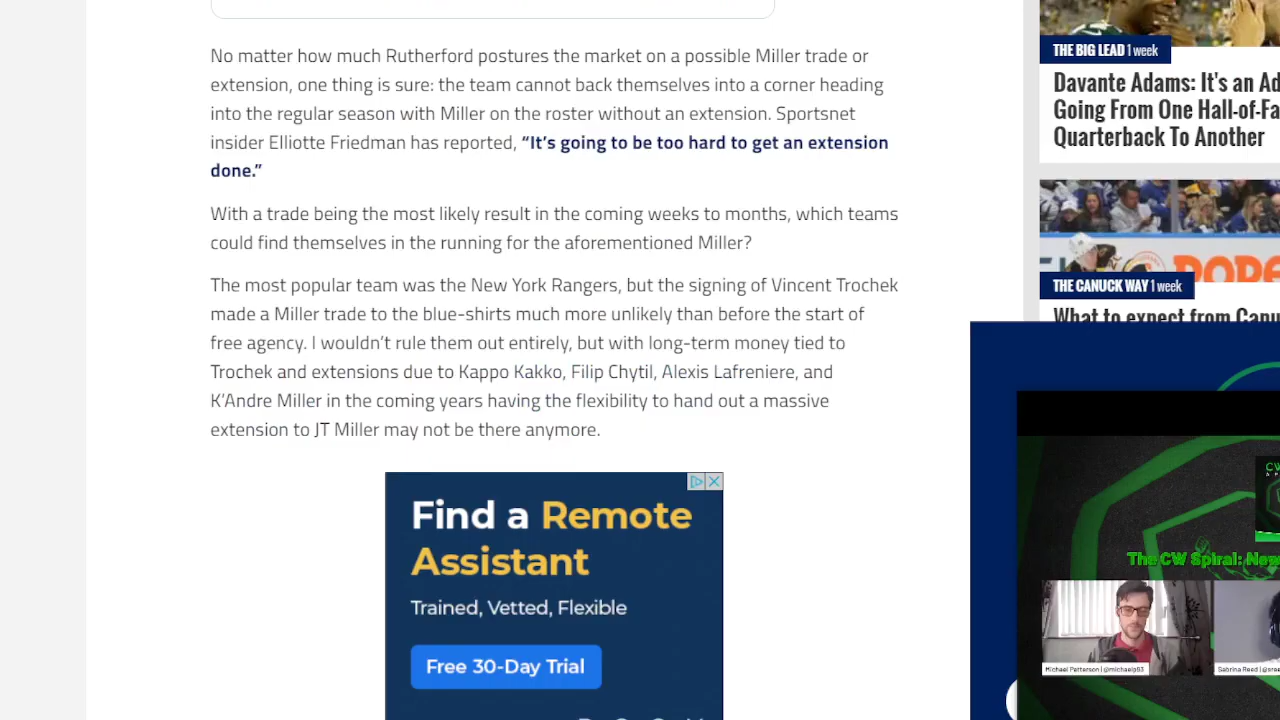 No matter how much Rutherford postures the market on a possible Miller trade or
extension, one thing is sure: the team cannot back themselves into a corner heading
into the regular season with Miller on the roster without an extension. Sportsnet
insider Elliotte Friedman has reported, “It’s going to be too hard to get an extension
done.”
With a trade being the most likely result in the coming weeks to months, which teams
could find themselves in the running for the aforementioned Miller?
The most popular team was the New York Rangers, but the signing of Vincent Trochek
made a Miller trade to the blue-shirts much more unlikely than before the start of
free agency. I wouldn’t rule them out entirely, but with long-term money tied to
Trochek and extensions due to Kappo Kakko, Filip Chytil, Alexis Lafreniere, and
K’Andre Miller in the coming years having the flexibility to hand out a massive
extension to JT Miller may not be there anymore.
Find a Remote
Assistant
Trained, Vetted, Flexible
Free 30-Day Trial
THE BIG LEAD 1 week
Davante Adams: It's an Ad
Going From One Hall-of-Fa
Quarterback To Another
THE CANUCK WAY 1 week
What to expect from Canu
CW
The CW Spiral: New
Michael Patterson | @michaelp93
Sabrina Reed | @sree